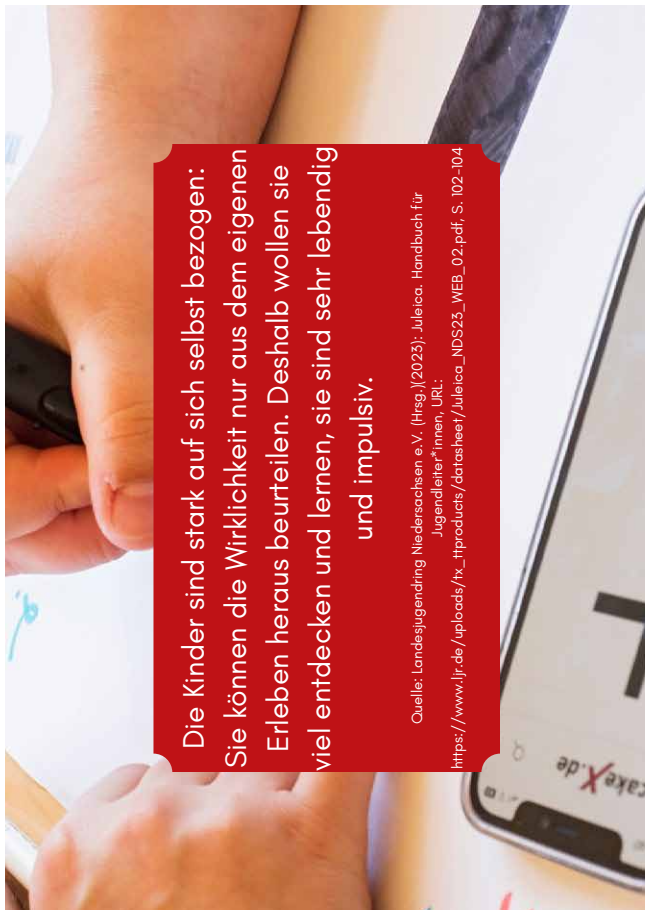 Die Kinder sind stark auf sich selbst bezogen:
Sie können die Wirklichkeit nur aus dem eigenen
Erleben heraus beurteilen. Deshalb wollen sie
viel entdecken und lernen, sie sind sehr lebendig
und impulsiv.
Quelle: Landesjugendring Niedersachsen e.V. (Hrsg.)(2023): Juleica. Handbuch für
Jugendleiter*innen, URL:
https://www.ljr.de/uploads/tx_ttproducts/datasheet/Juleica_NDS23_WEB_02.pdf, S. 102-104
cakeX.de
T